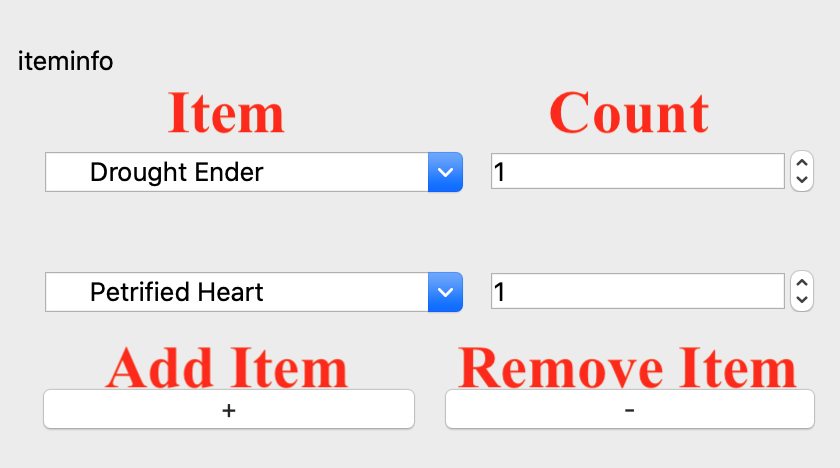 iteminfo
Item Count
Drought Ender 1
Petrified Heart 1
Add Item Remove Item
+ -